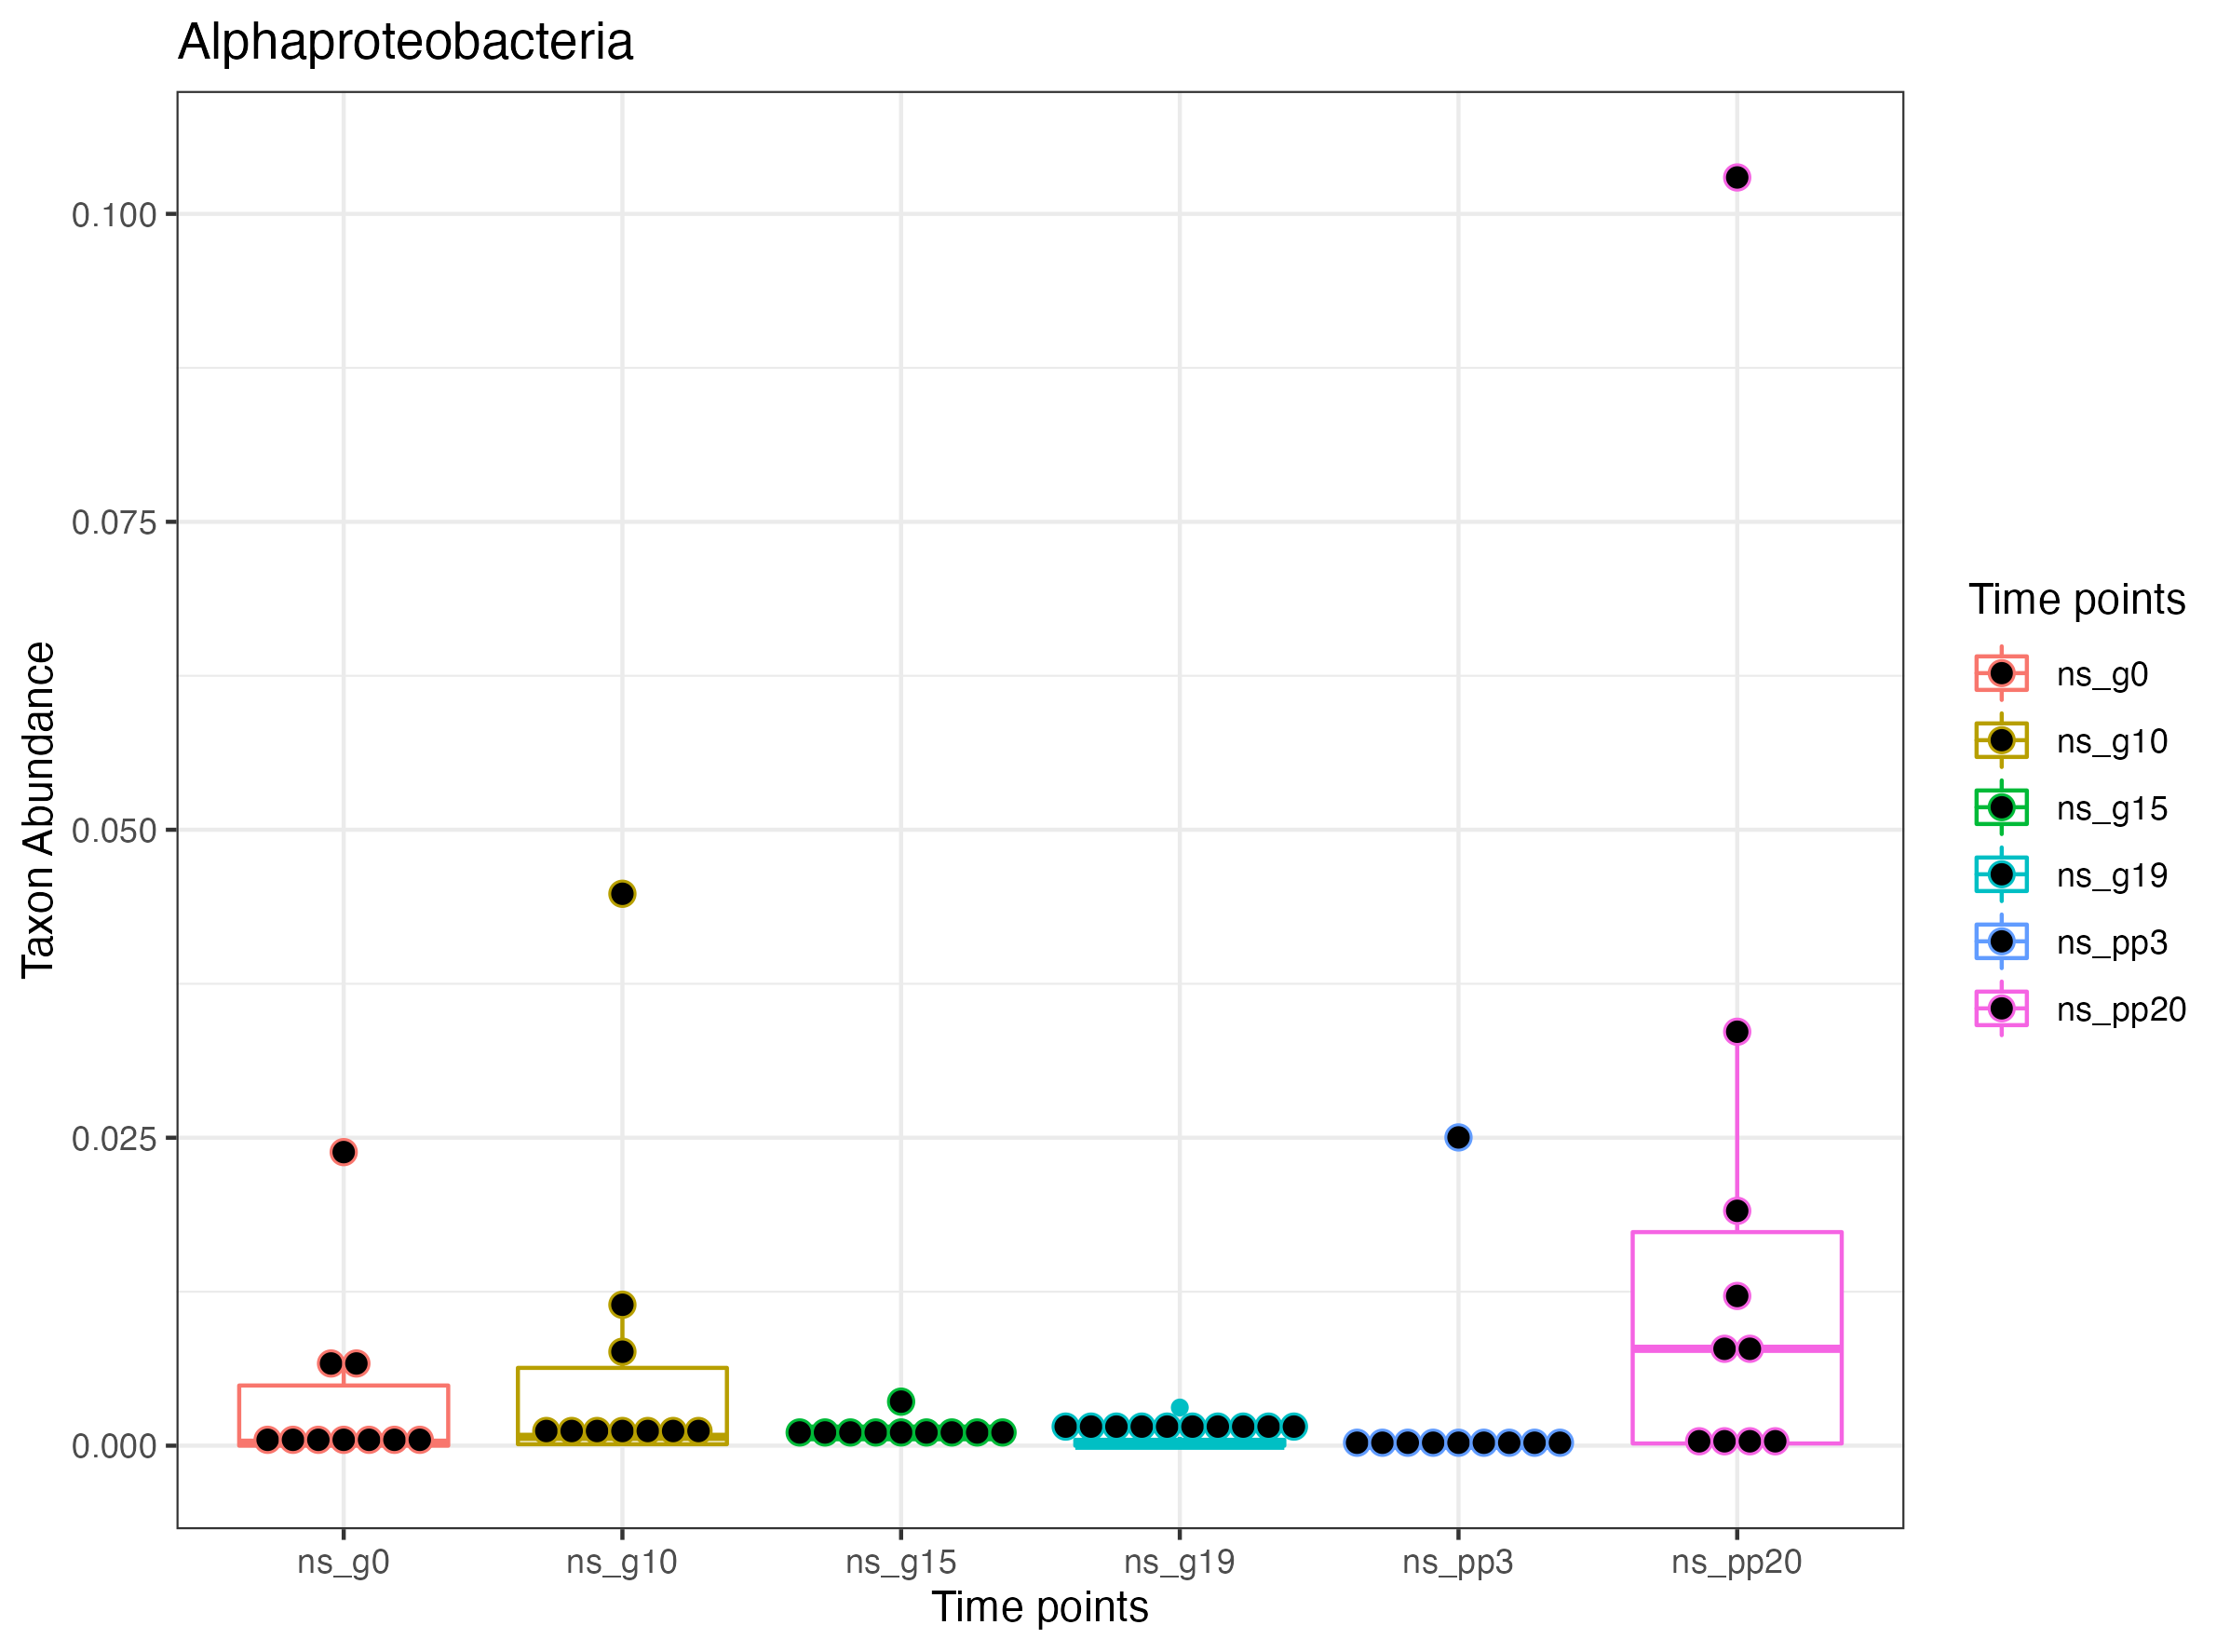 Alphaproteobacteria
Taxon Abundance
0.100
0.075
0.050
0.025
0.000
ns_g0
ns_g10
ns_g15
ns_g19
ns_pp3
ns_pp20
Time points
Time points
ns_g0
ns_g10
ns_g15
ns_g19
ns_pp3
ns_pp20